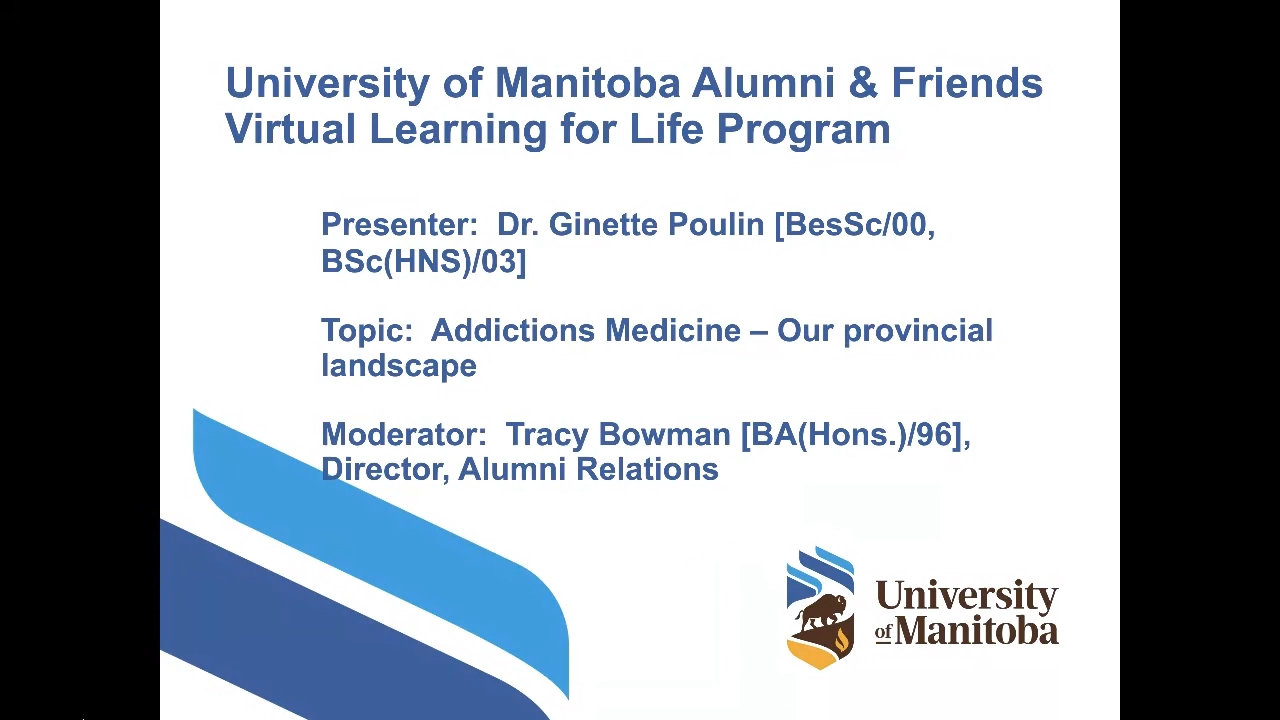 University of Manitoba Alumni & Friends
Virtual Learning for Life Program
Presenter:  Dr. Ginette Poulin [BesSc/00,
BSc(HNS)/03]
Topic:  Addictions Medicine – Our provincial
landscape
Moderator:  Tracy Bowman [BA(Hons.)/96],
Director, Alumni Relations
University
of Manitoba